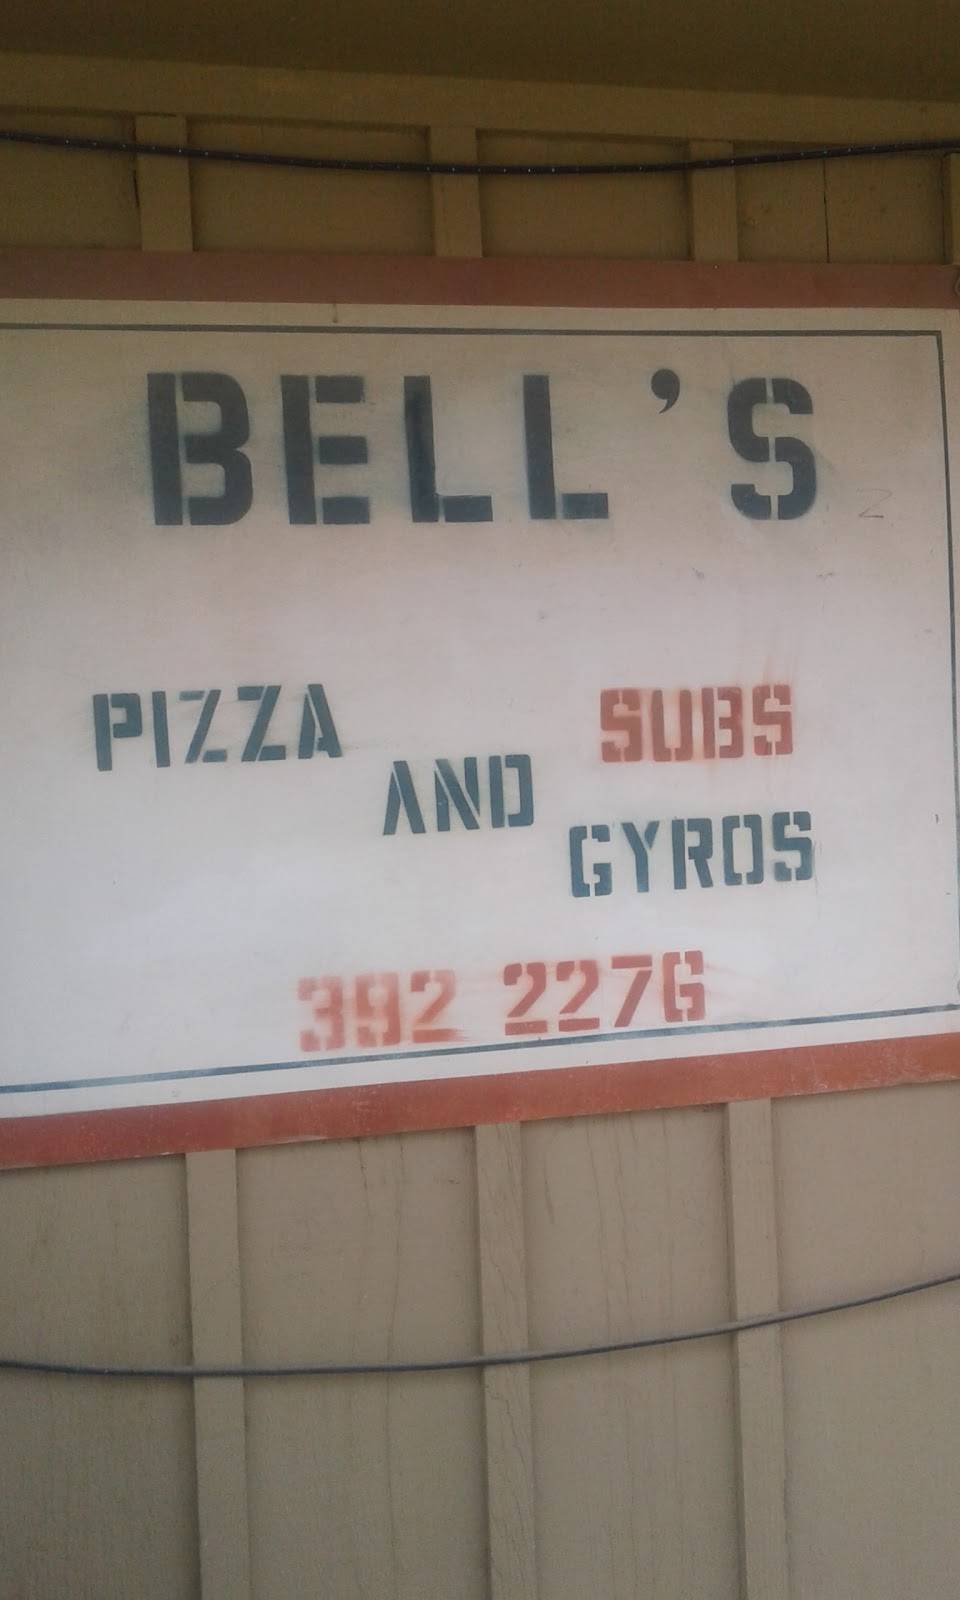 BELL'S
PIZZA
AND
SUBS
GYROS
392 2276